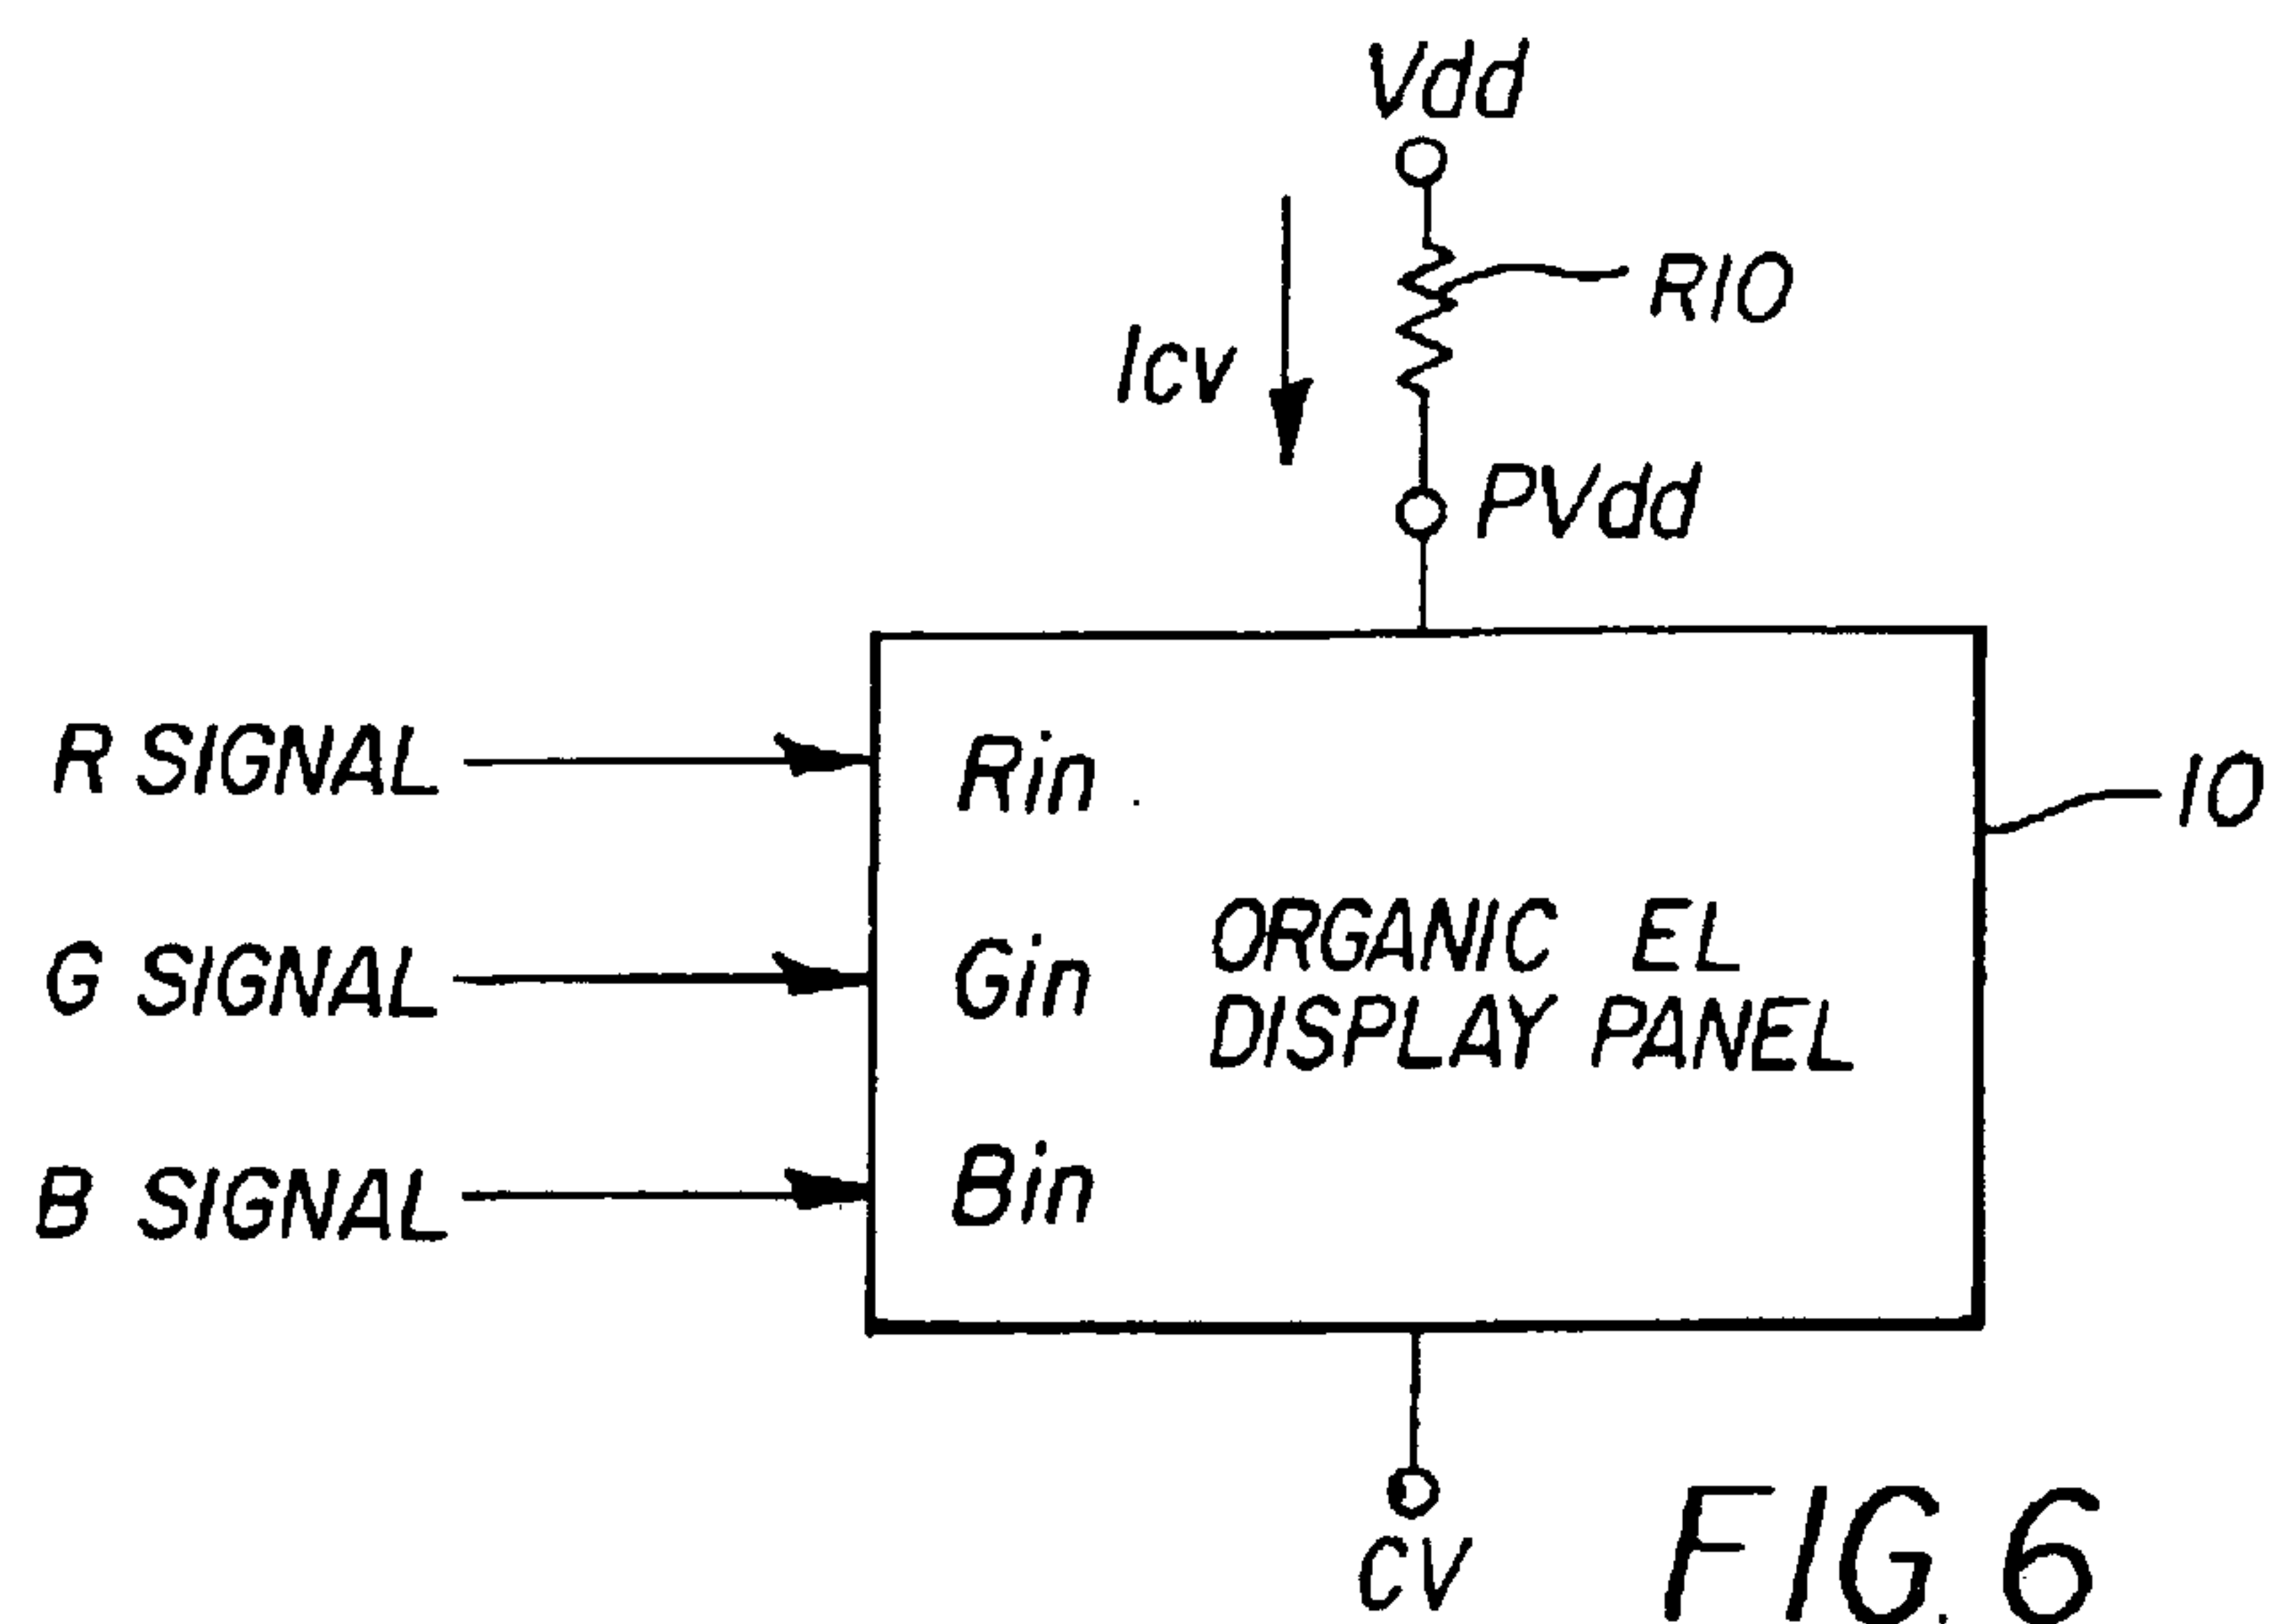 Vdd
R10
Icv
PVdd
R SIGNAL
Rin
10
G SIGNAL
Gin
ORGANIC EL
DISPLAY PANEL
B SIGNAL
Bin
CV
FIG. 6